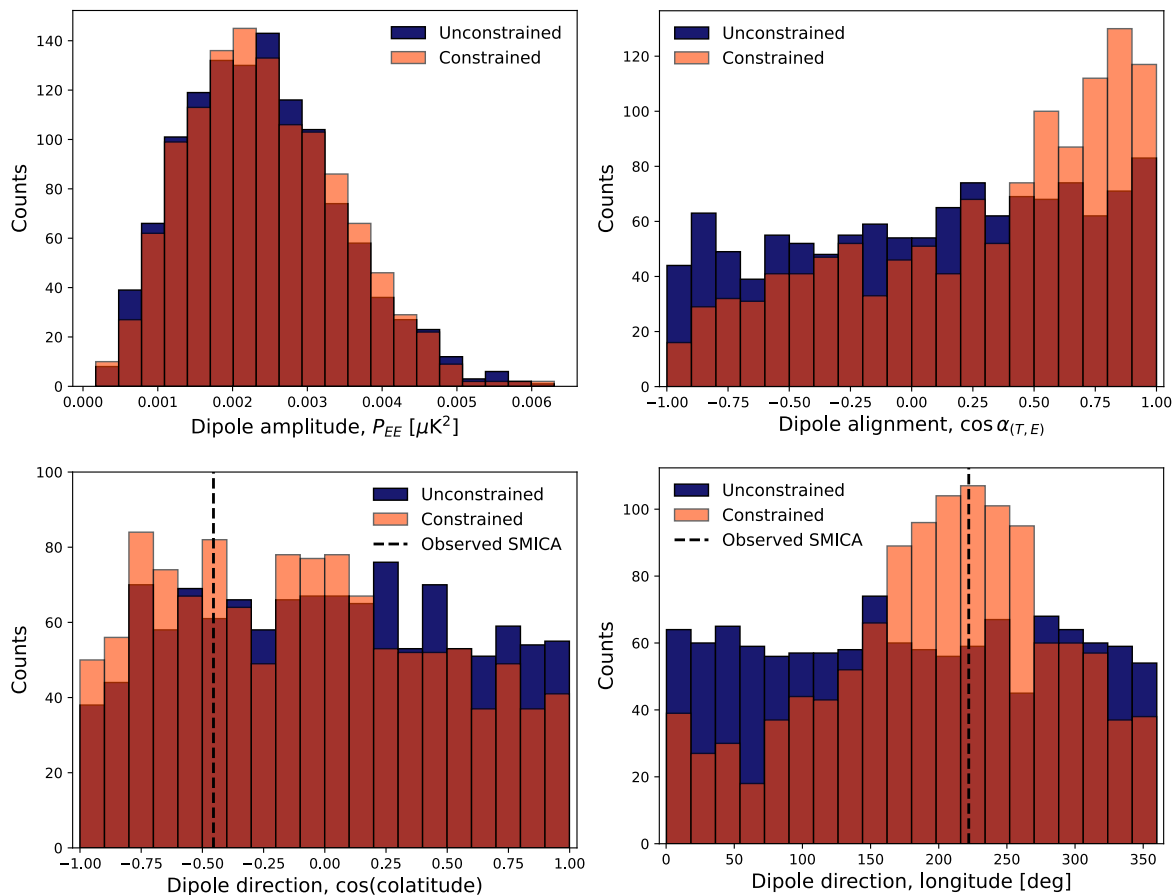 140
120
100
80
60
40
20
0
Counts
Unconstrained
Constrained
0.000 0.001 0.002 0.003 0.004 0.005 0.006
Dipole amplitude, P_{EE} [μK²]
120
100
80
60
40
20
0
Counts
Unconstrained
Constrained
−1.00 −0.75 −0.50 −0.25 0.00 0.25 0.50 0.75 1.00
Dipole alignment, cos α_{(T, E)}
100
80
60
40
20
0
Counts
Unconstrained
Constrained
Observed SMICA
−1.00 −0.75 −0.50 −0.25 0.00 0.25 0.50 0.75 1.00
Dipole direction, cos(colatitude)
100
80
60
40
20
0
Counts
Unconstrained
Constrained
Observed SMICA
0 50 100 150 200 250 300 350
Dipole direction, longitude [deg]